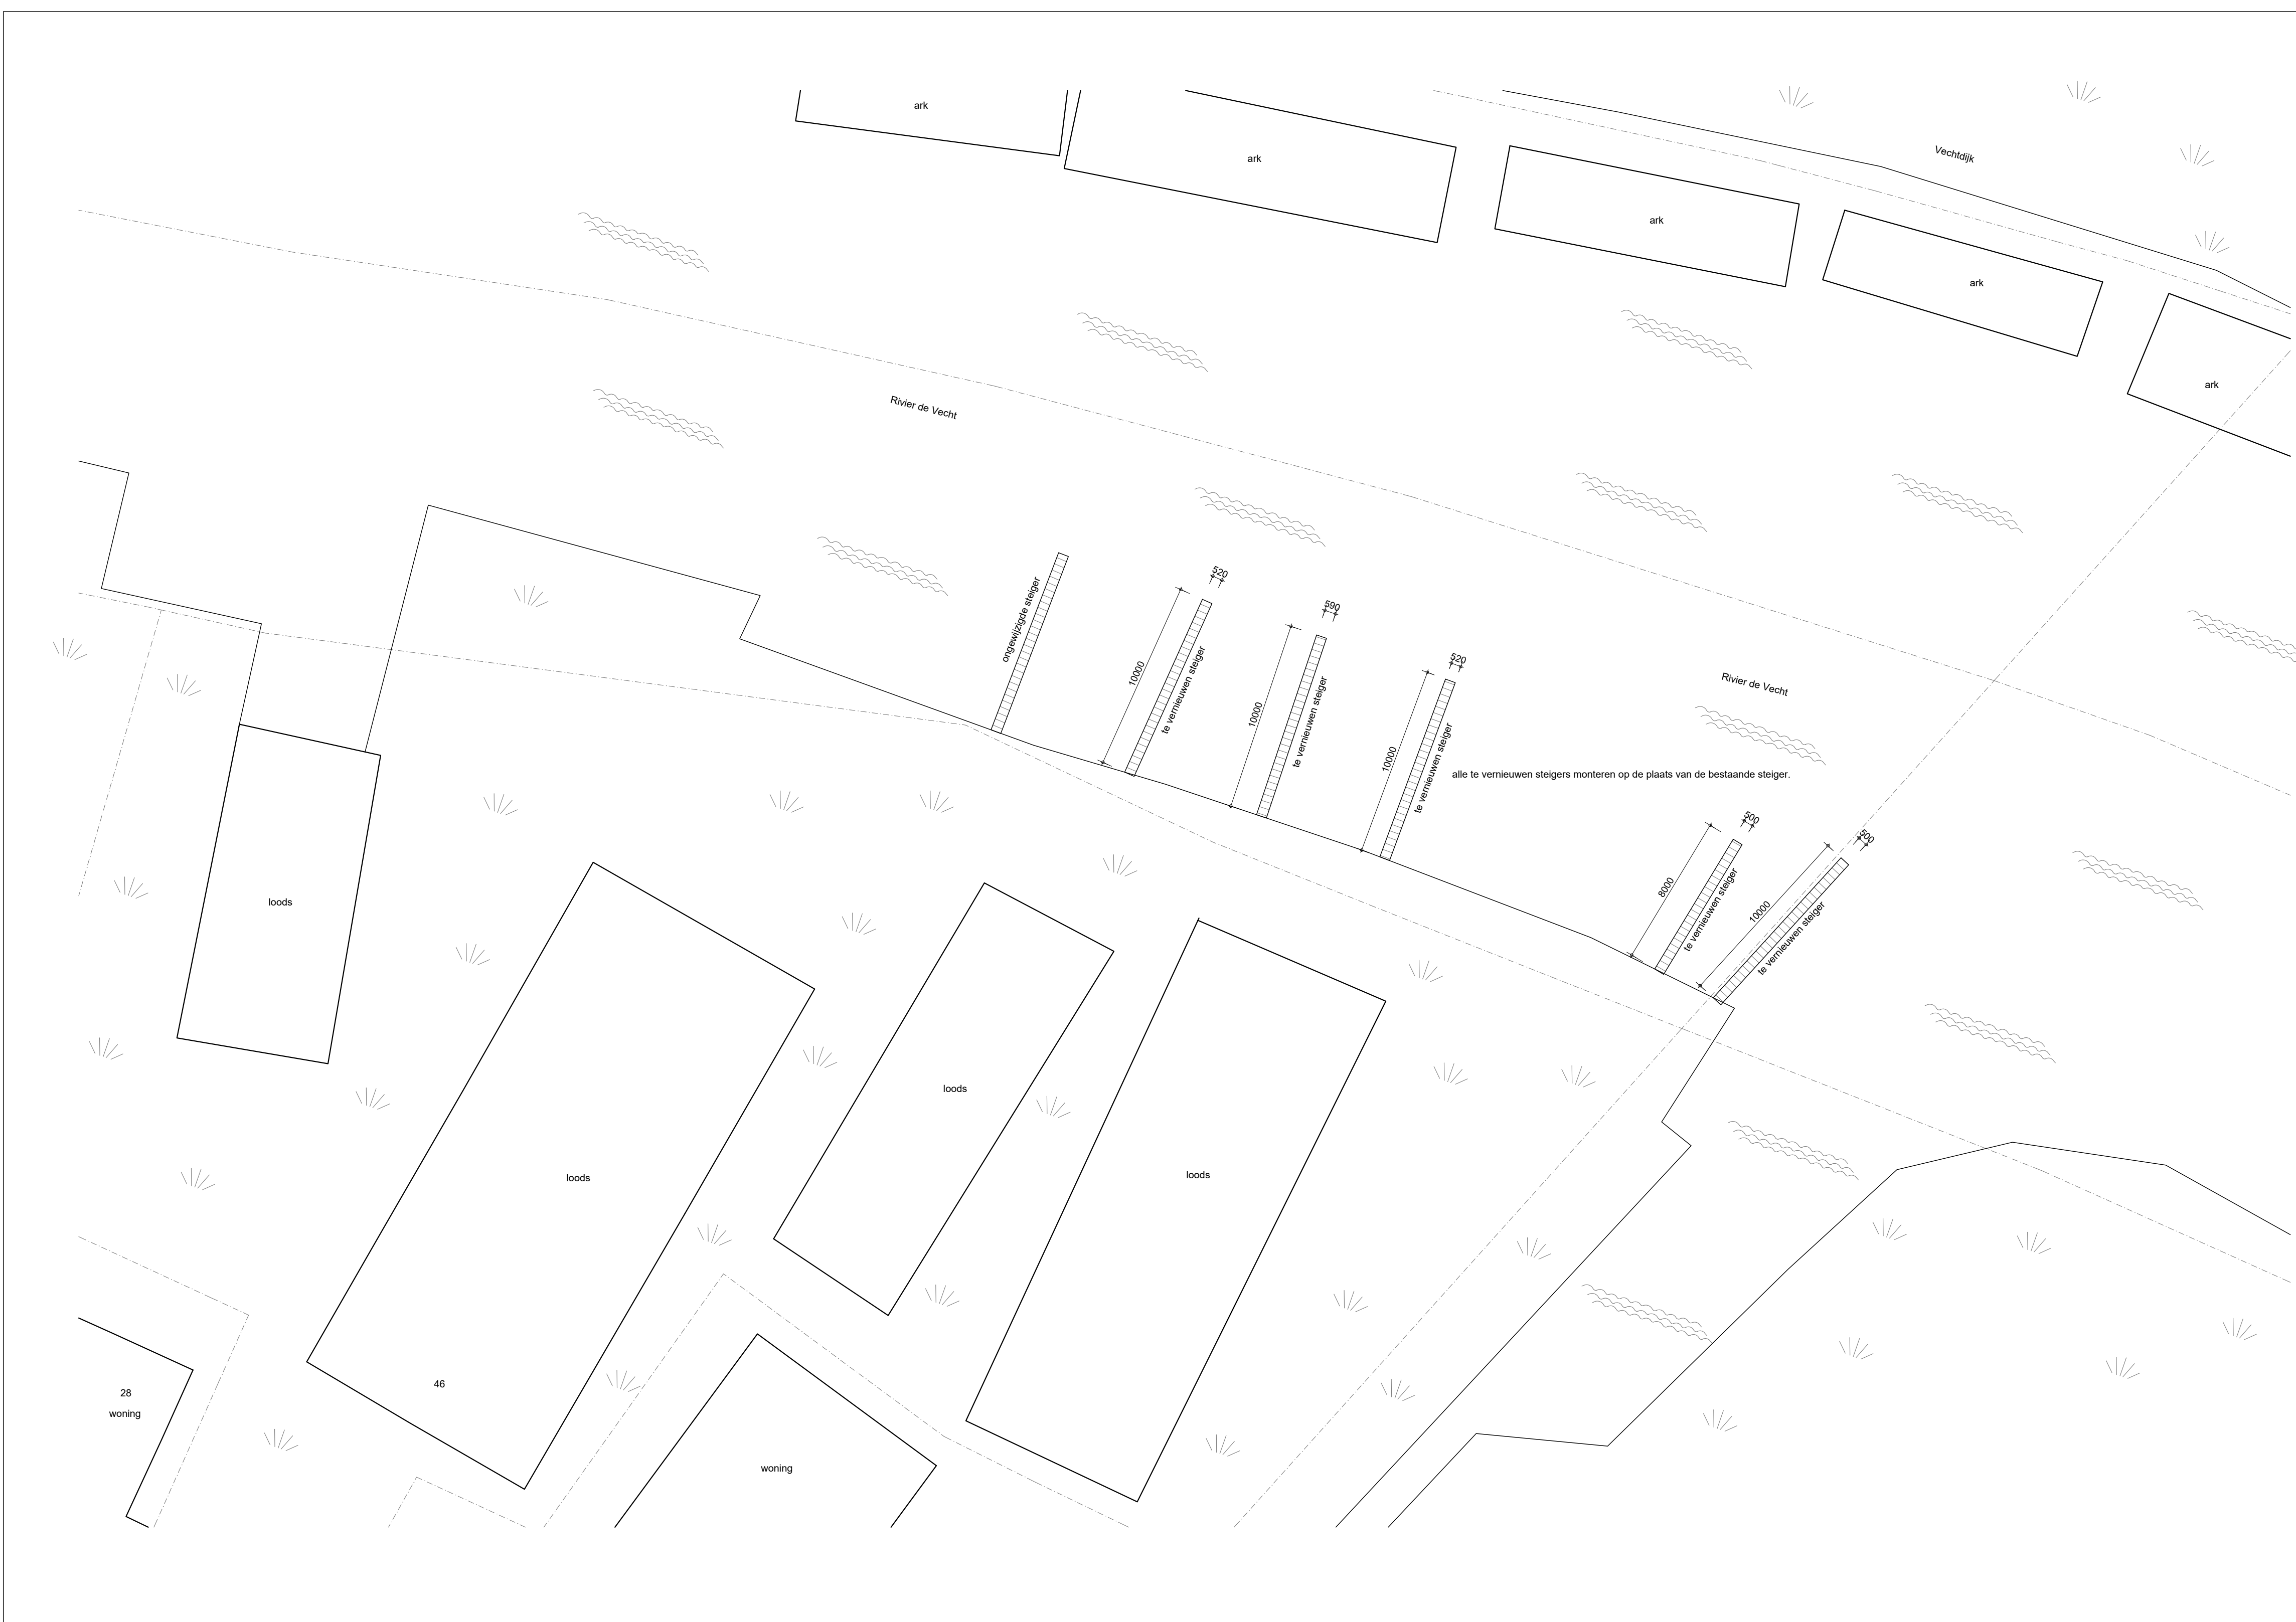 ark
ark
Vechtdijk
ark
ark
ark
Rivier de Vecht
ongewijzigde steiger
520
10000
te vernieuwen steiger
590
10000
te vernieuwen steiger
520
10000
te vernieuwen steiger
Rivier de Vecht
alle te vernieuwen steigers monteren op de plaats van de bestaande steiger.
500
8000
te vernieuwen steiger
500
10000
te vernieuwen steiger
loods
loods
loods
loods
28
woning
46
woning